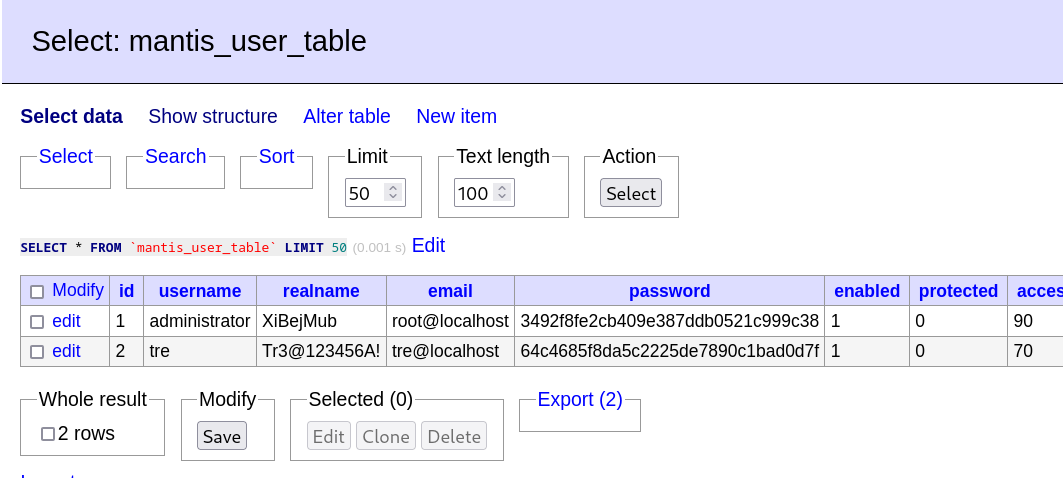 Select: mantis_user_table
Select data Show structure Alter table New item
Select Search Sort Limit Text length Action
50 100 Select
SELECT * FROM `mantis_user_table` LIMIT 50 (0.001 s) Edit
Modify id username realname email password enabled protected acces
edit 1 administrator XiBejMub root@localhost 3492f8fe2cb409e387ddb0521c999c38 1 0 90
edit 2 tre Tr3@123456A! tre@localhost 64c4685f8da5c2225de7890c1bad0d7f 1 0 70
Whole result Modify Selected (0) Export (2)
2 rows Save Edit Clone Delete